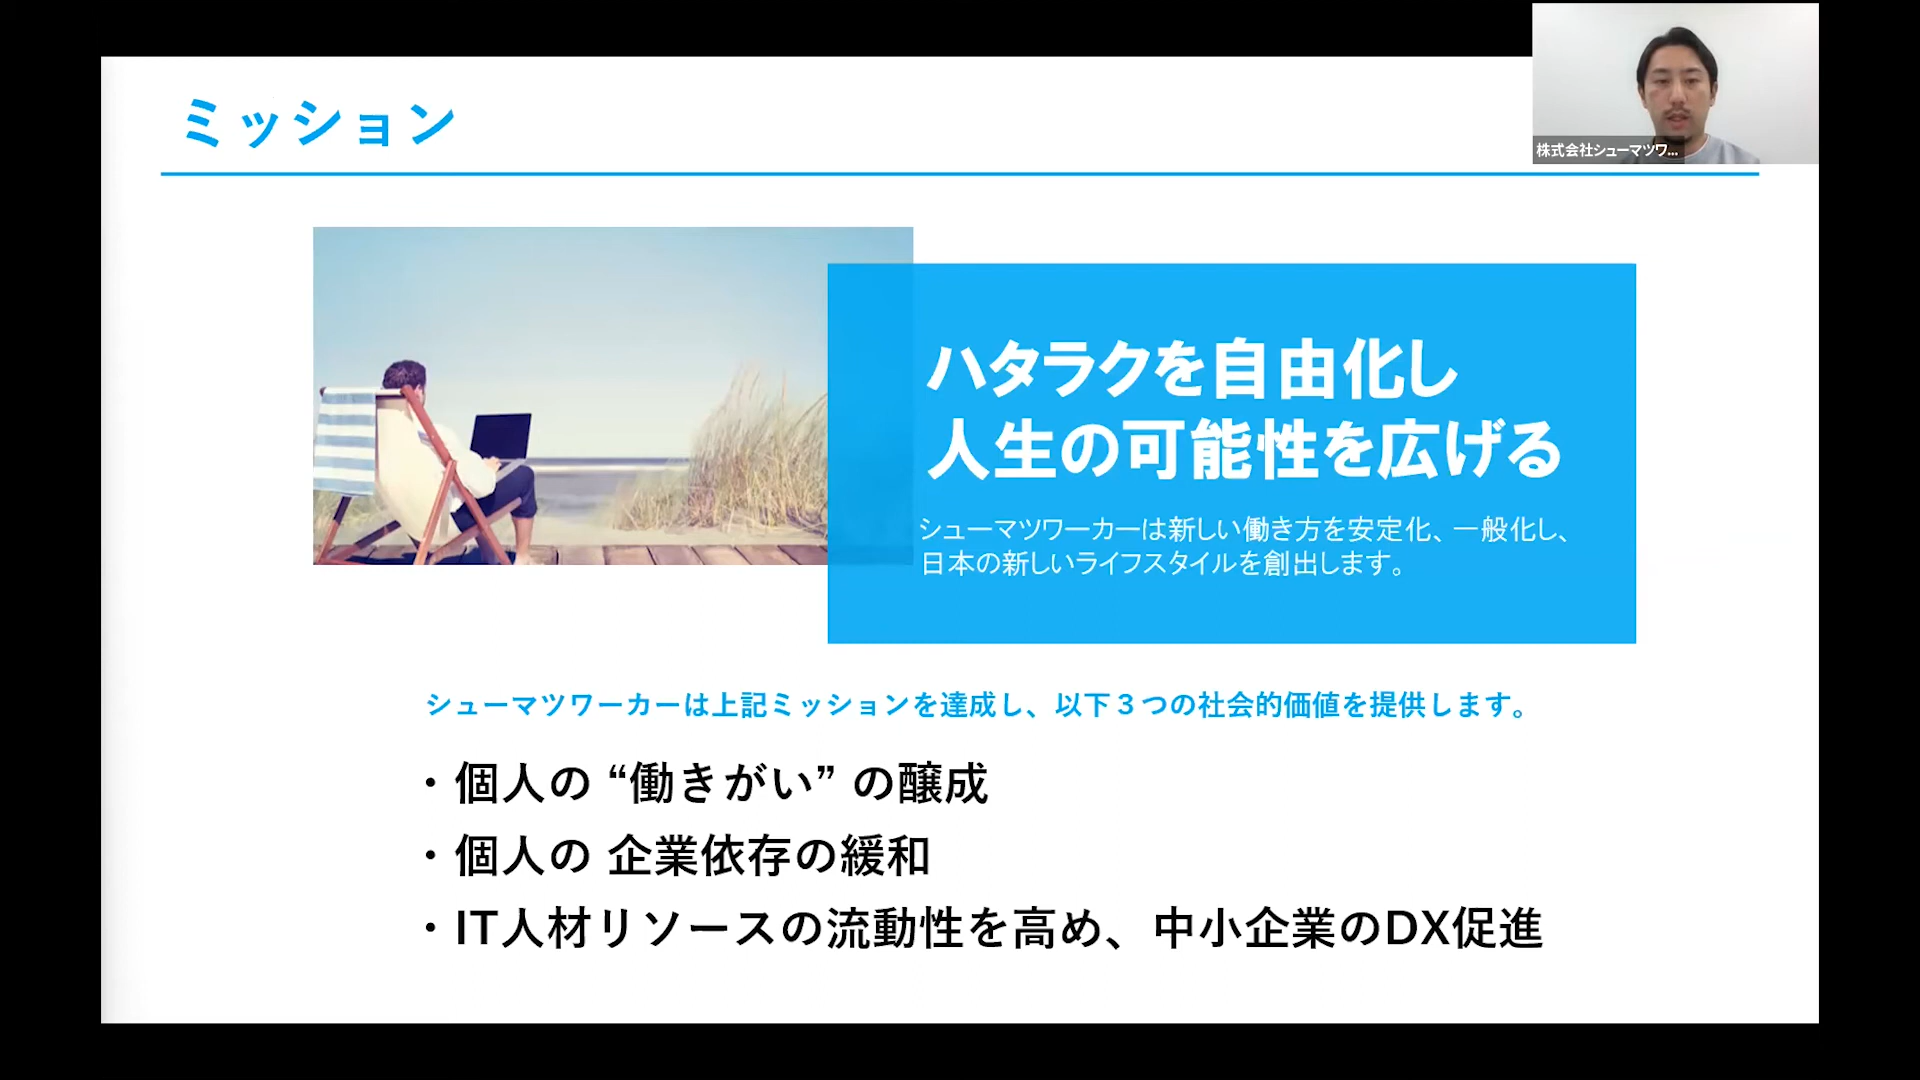 ミッション
株式会社シューマツワ...
ハタラクを自由化し
人生の可能性を広げる
シューマツワーカーは新しい働き方を安定化、一般化し、
日本の新しいライフスタイルを創出します。
シューマツワーカーは上記ミッションを達成し、以下３つの社会的価値を提供します。
・個人の “働きがい” の醸成
・個人の 企業依存の緩和
・IT人材リソースの流動性を高め、中小企業のDX促進